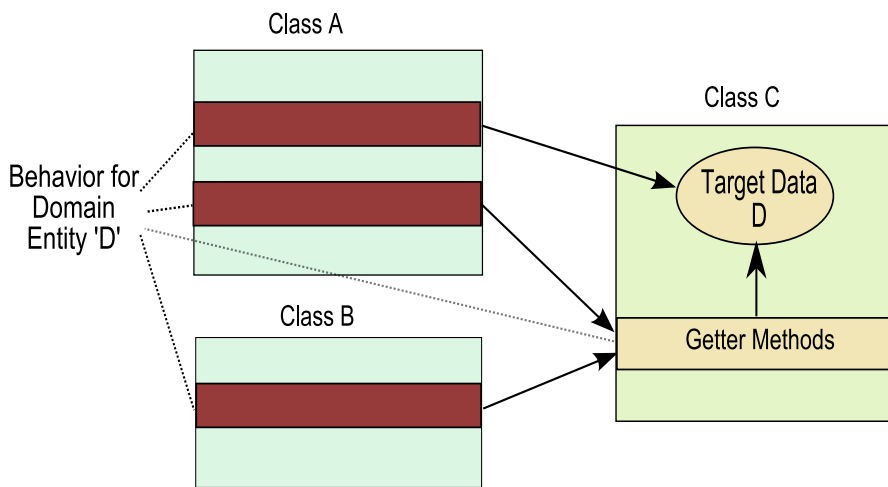 Class A
Class C
Behavior for
Domain
Entity 'D'
Target Data
D
Class B
Getter Methods